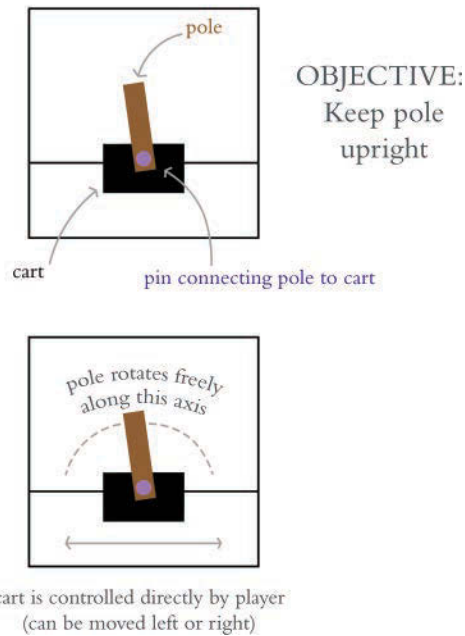 pole
OBJECTIVE:
Keep pole
upright
cart
pin connecting pole to cart
pole rotates freely
along this axis
cart is controlled directly by player
(can be moved left or right)